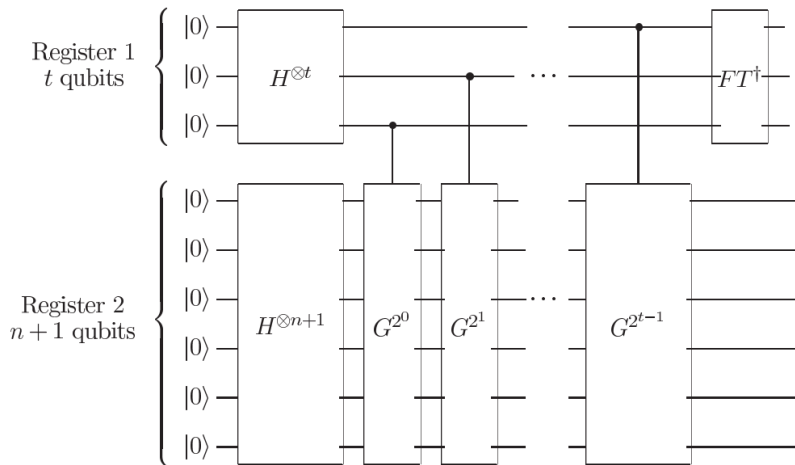 Register 1
t qubits
|0⟩
|0⟩
|0⟩
H^{⊗t}
· · ·
FT^†
Register 2
n + 1 qubits
|0⟩
|0⟩
|0⟩
|0⟩
|0⟩
|0⟩
H^{⊗n+1}
G^{2^0}
G^{2^1}
· · ·
G^{2^{t−1}}